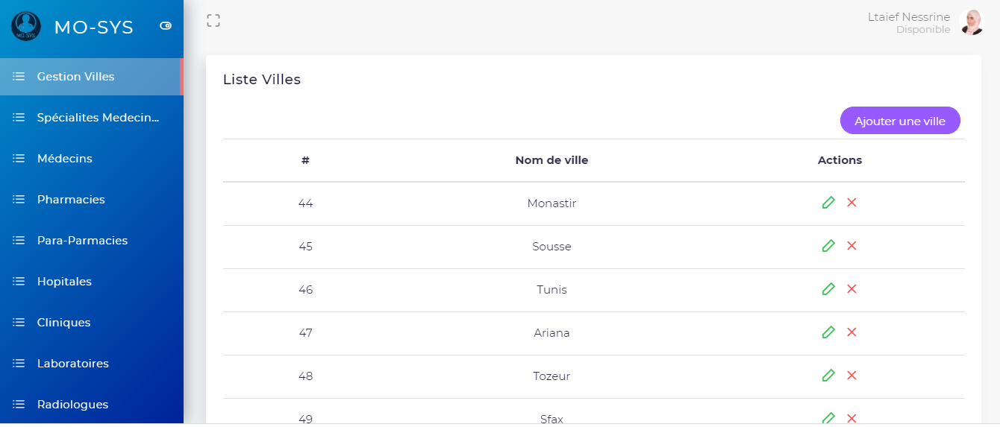 MO-SYS
MO-SYS
Ltaief Nessrine
Disponible
Gestion Villes
Spécialites Medecin...
Médecins
Pharmacies
Para-Parmacies
Hopitales
Cliniques
Laboratoires
Radiologues
Liste Villes
Ajouter une ville
# Nom de ville Actions
44 Monastir
45 Sousse
46 Tunis
47 Ariana
48 Tozeur
49 Sfax